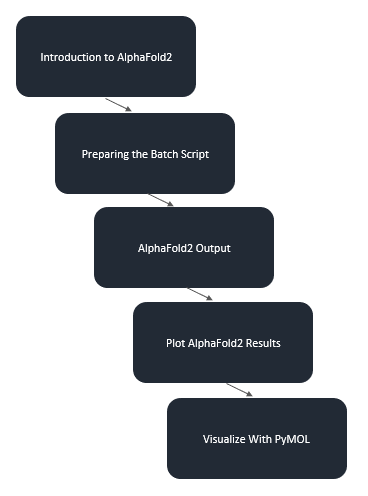 Introduction to AlphaFold2
Preparing the Batch Script
AlphaFold2 Output
Plot AlphaFold2 Results
Visualize With PyMOL